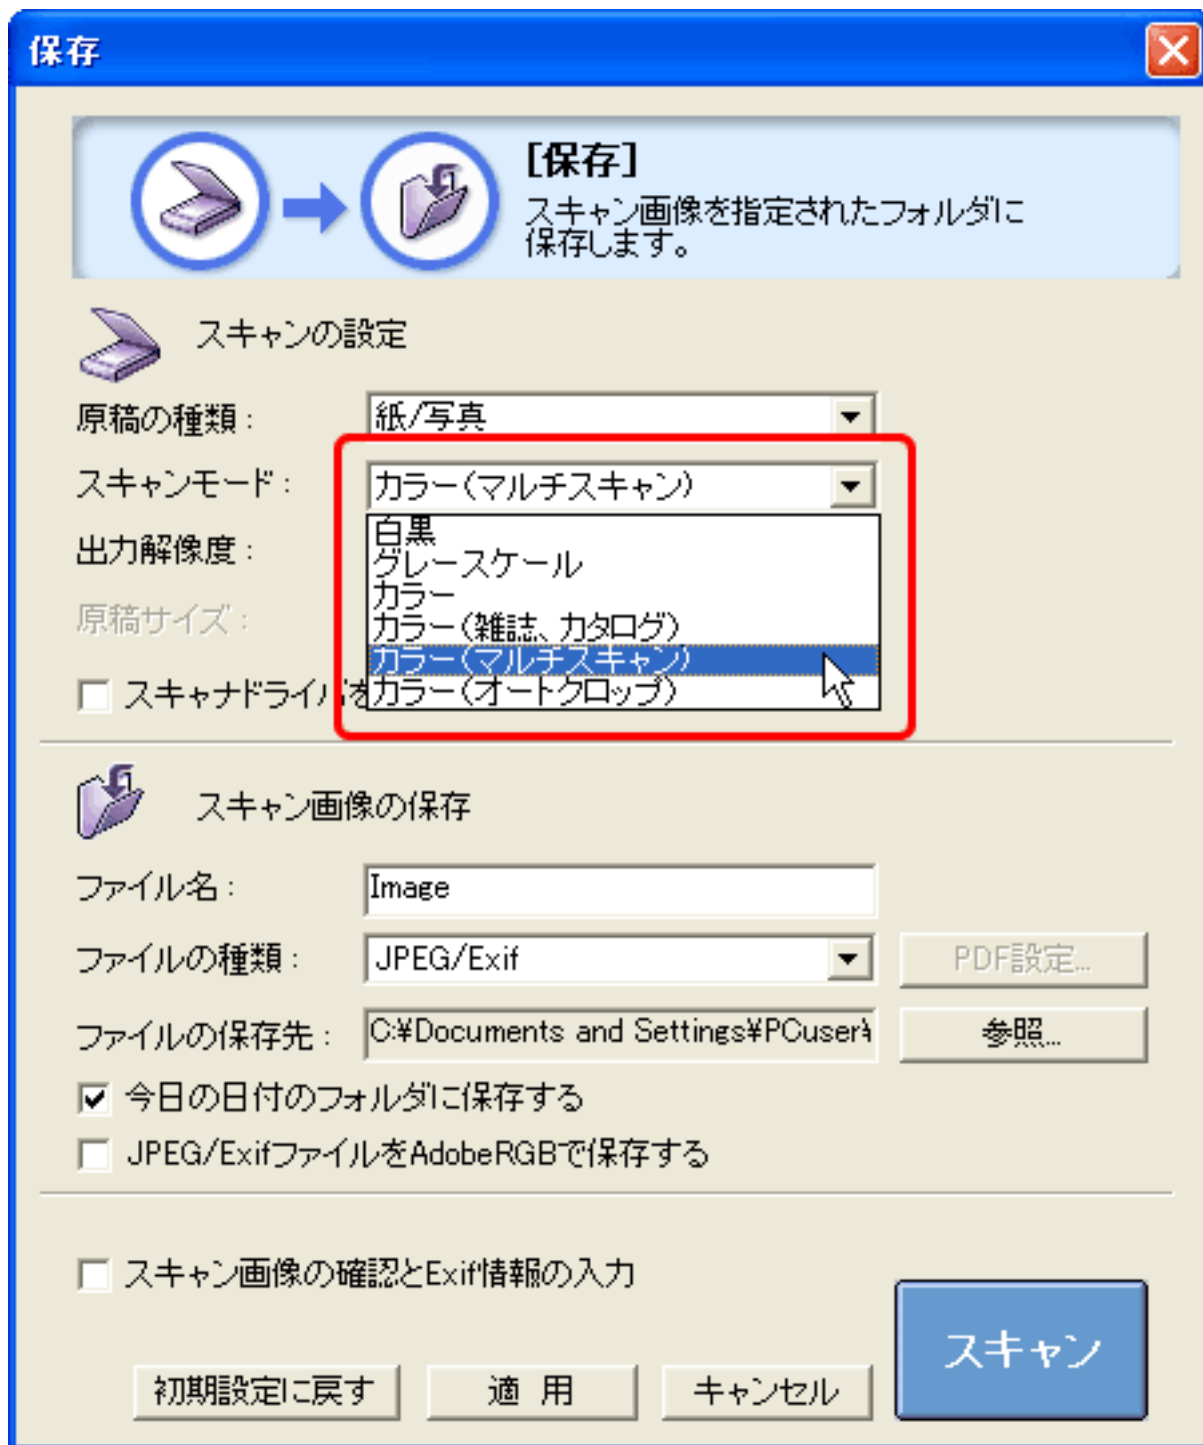 保存
[保存]
スキャン画像を指定されたフォルダに
保存します。
スキャンの設定
原稿の種類：
紙/写真
スキャンモード：
カラー(マルチスキャン)
白黒
グレースケール
カラー
カラー(雑誌、カタログ)
カラー(マルチスキャン)
カラー(オートクロップ)
出力解像度：
原稿サイズ：
スキャナドライバを
スキャン画像の保存
ファイル名：
Image
ファイルの種類：
JPEG/Exif
PDF設定...
ファイルの保存先：
C:¥Documents and Settings¥PCuser¥
参照...
今日の日付のフォルダに保存する
JPEG/ExifファイルをAdobeRGBで保存する
スキャン画像の確認とExif情報の入力
スキャン
初期設定に戻す
適 用
キャンセル